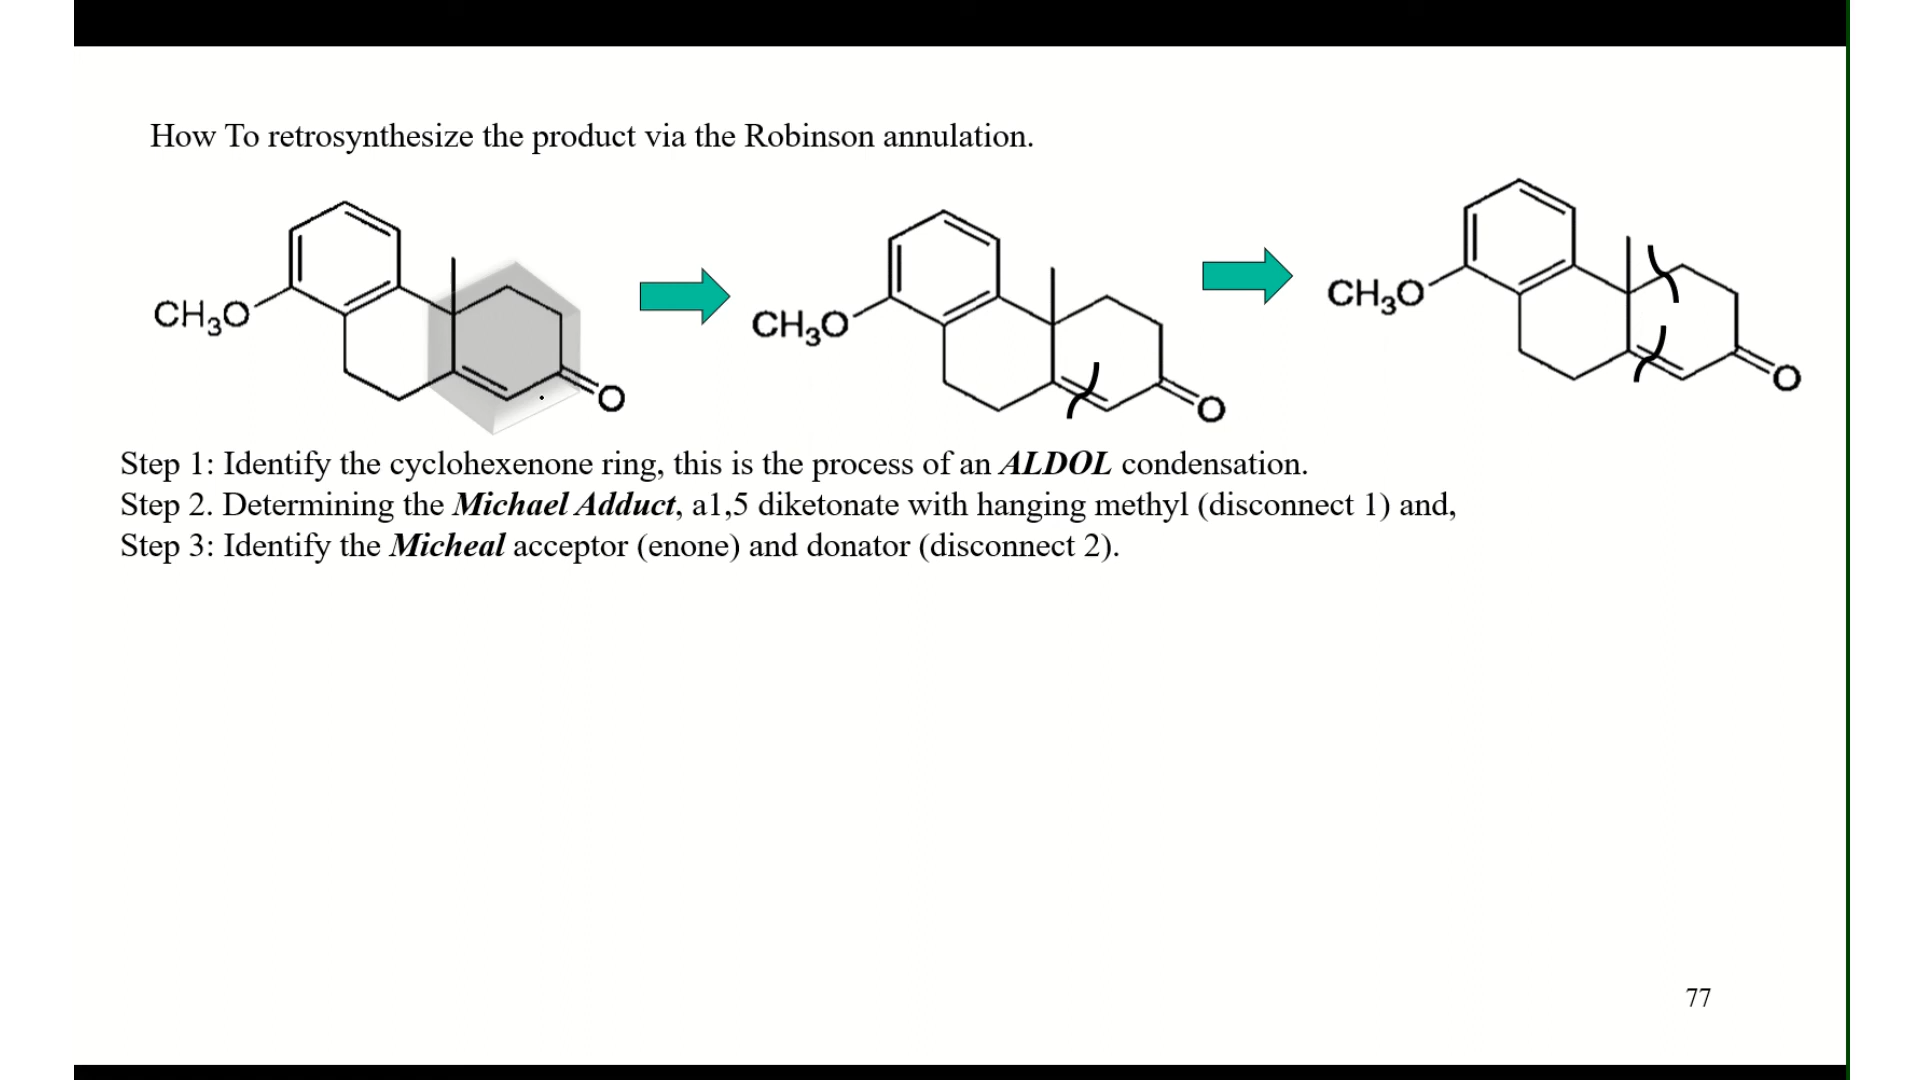 How To retrosynthesize the product via the Robinson annulation.
CH3O
O
CH3O
O
CH3O
O
Step 1: Identify the cyclohexenone ring, this is the process of an ALDOL condensation.
Step 2. Determining the Michael Adduct, a1,5 diketonate with hanging methyl (disconnect 1) and,
Step 3: Identify the Micheal acceptor (enone) and donator (disconnect 2).
77